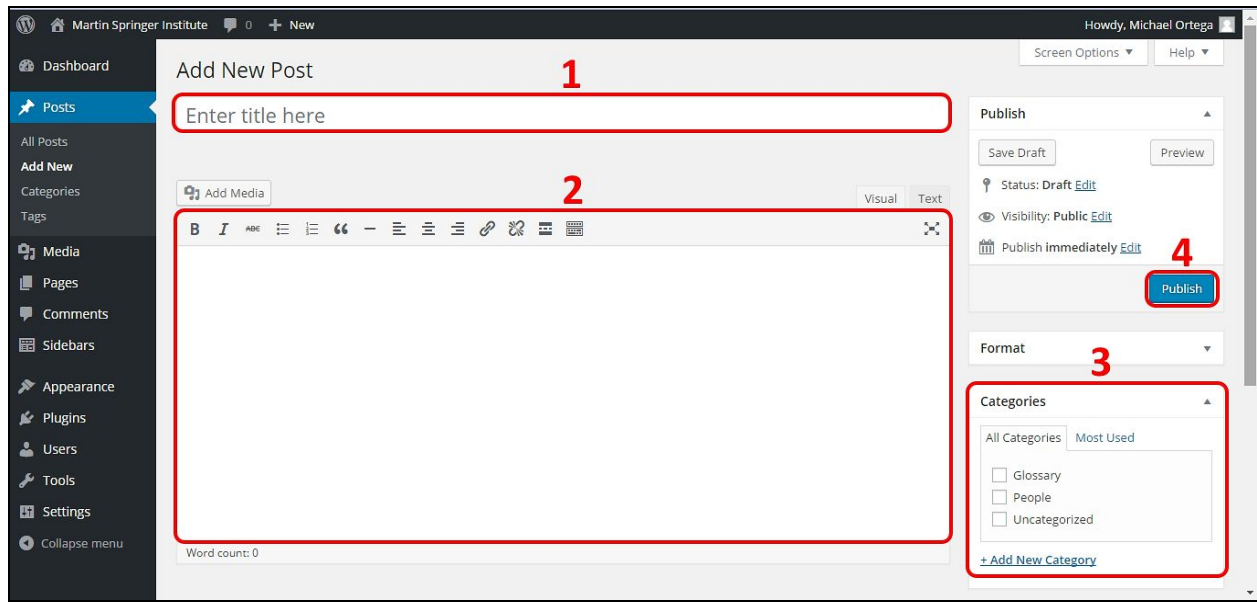 Martin Springer Institute 0 + New Howdy, Michael Ortega
Screen Options Help
Dashboard
Posts
All Posts
Add New
Categories
Tags
Media
Pages
Comments
Sidebars
Appearance
Plugins
Users
Tools
Settings
Collapse menu
Add New Post
1
Enter title here
Add Media
2
Visual Text
B I ABC
Word count: 0
Publish
Save Draft Preview
Status: Draft Edit
Visibility: Public Edit
Publish immediately Edit
4
Publish
Format
3
Categories
All Categories Most Used
Glossary
People
Uncategorized
+ Add New Category